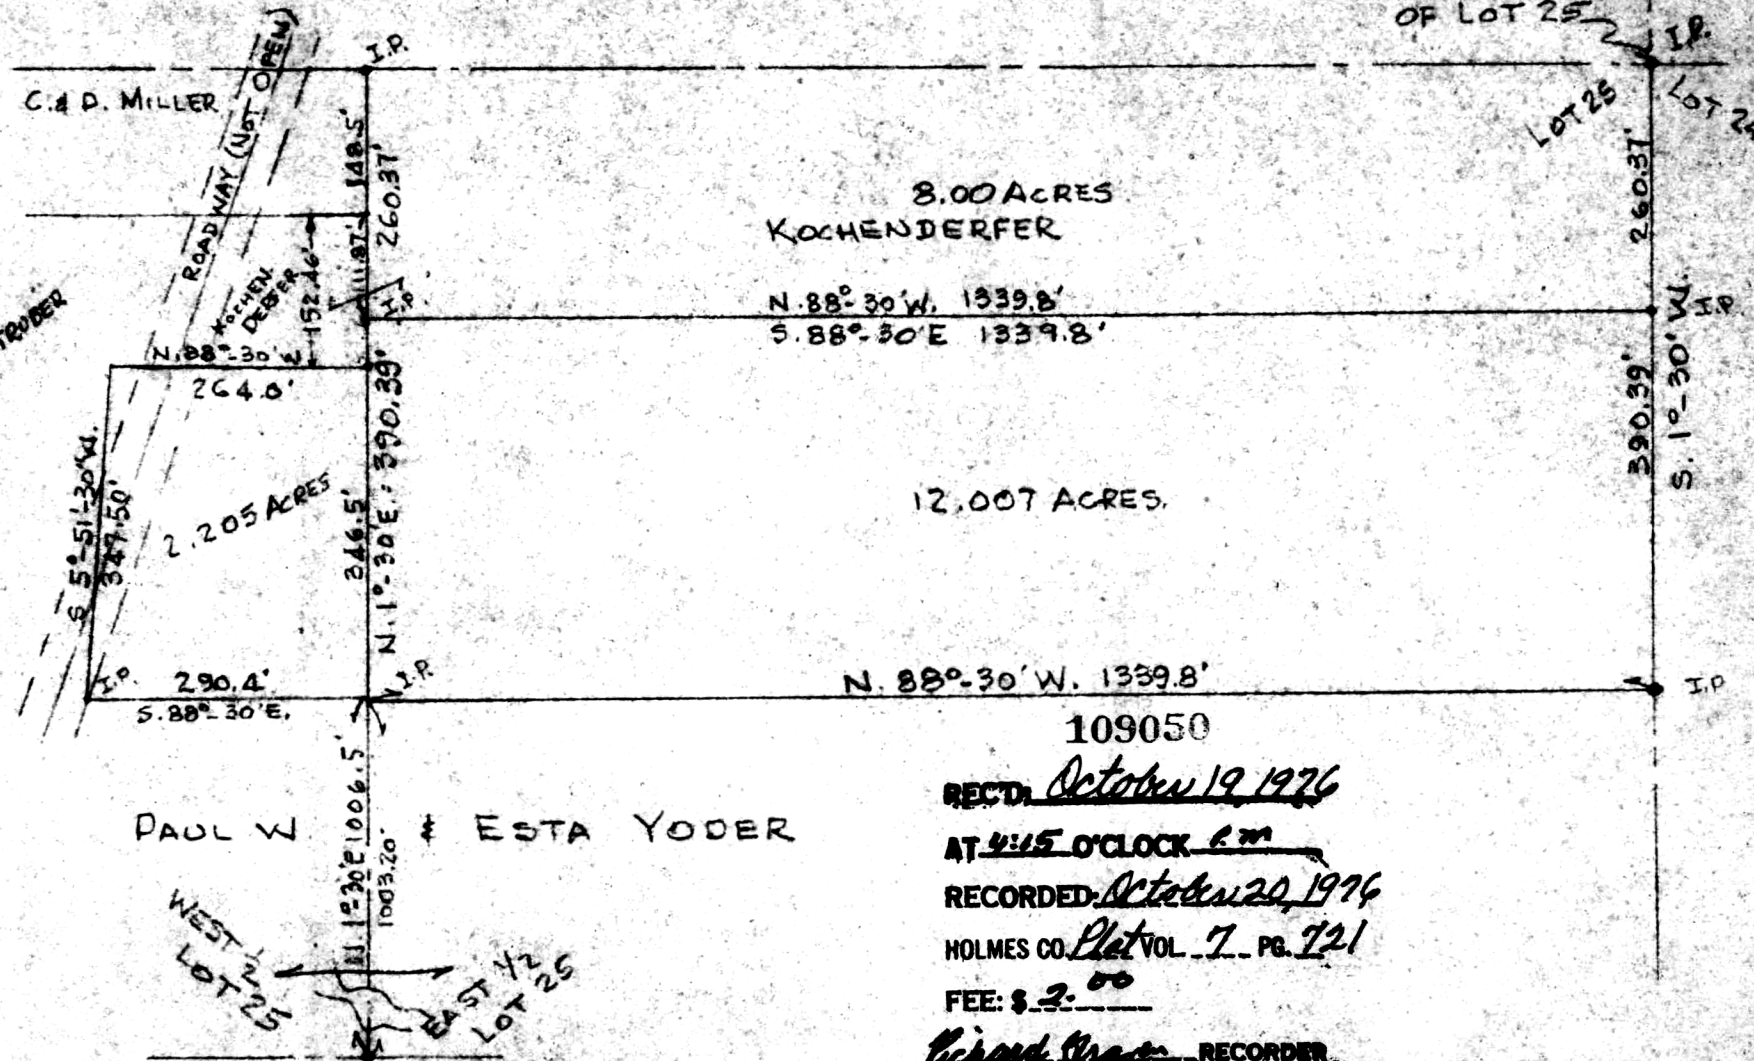 OF LOT 25
I.P.
I.P.
C. & D. MILLER
ROADWAY (NOT OPEN)
LOT 25
LOT
148.5'
260.37'
260.37'
8.00 ACRES
KOCHENDERFER
111.87'
152.46'
KOCHEN.
DERFER
I.P.
N. 88°-30' W. 1339.8'
S. 88°-30' E 1339.8'
I.P.
S. 1°-30' W.
N. 88°-30' W.
264.0'
390.39'
N. 1°-30' E. 390.39'
346.5'
S 5°-51'-30" W.
347.50'
2.205 ACRES
12.007 ACRES.
I.P.
290.4'
S. 88°-30' E.
I.P.
N. 88°-30' W. 1339.8'
I.P
109050
REC'D: October 19, 1976
AT 4:15 O'CLOCK P.M
RECORDED: October 20, 1976
HOLMES CO. Plat VOL. 7 PG. 721
FEE: $ 2.00
RECORDER
PAUL W. & ESTA YODER
N. 1°-30' E 1006.5'
1003.20'
WEST 1/2
LOT 25
EAST 1/2
LOT 25